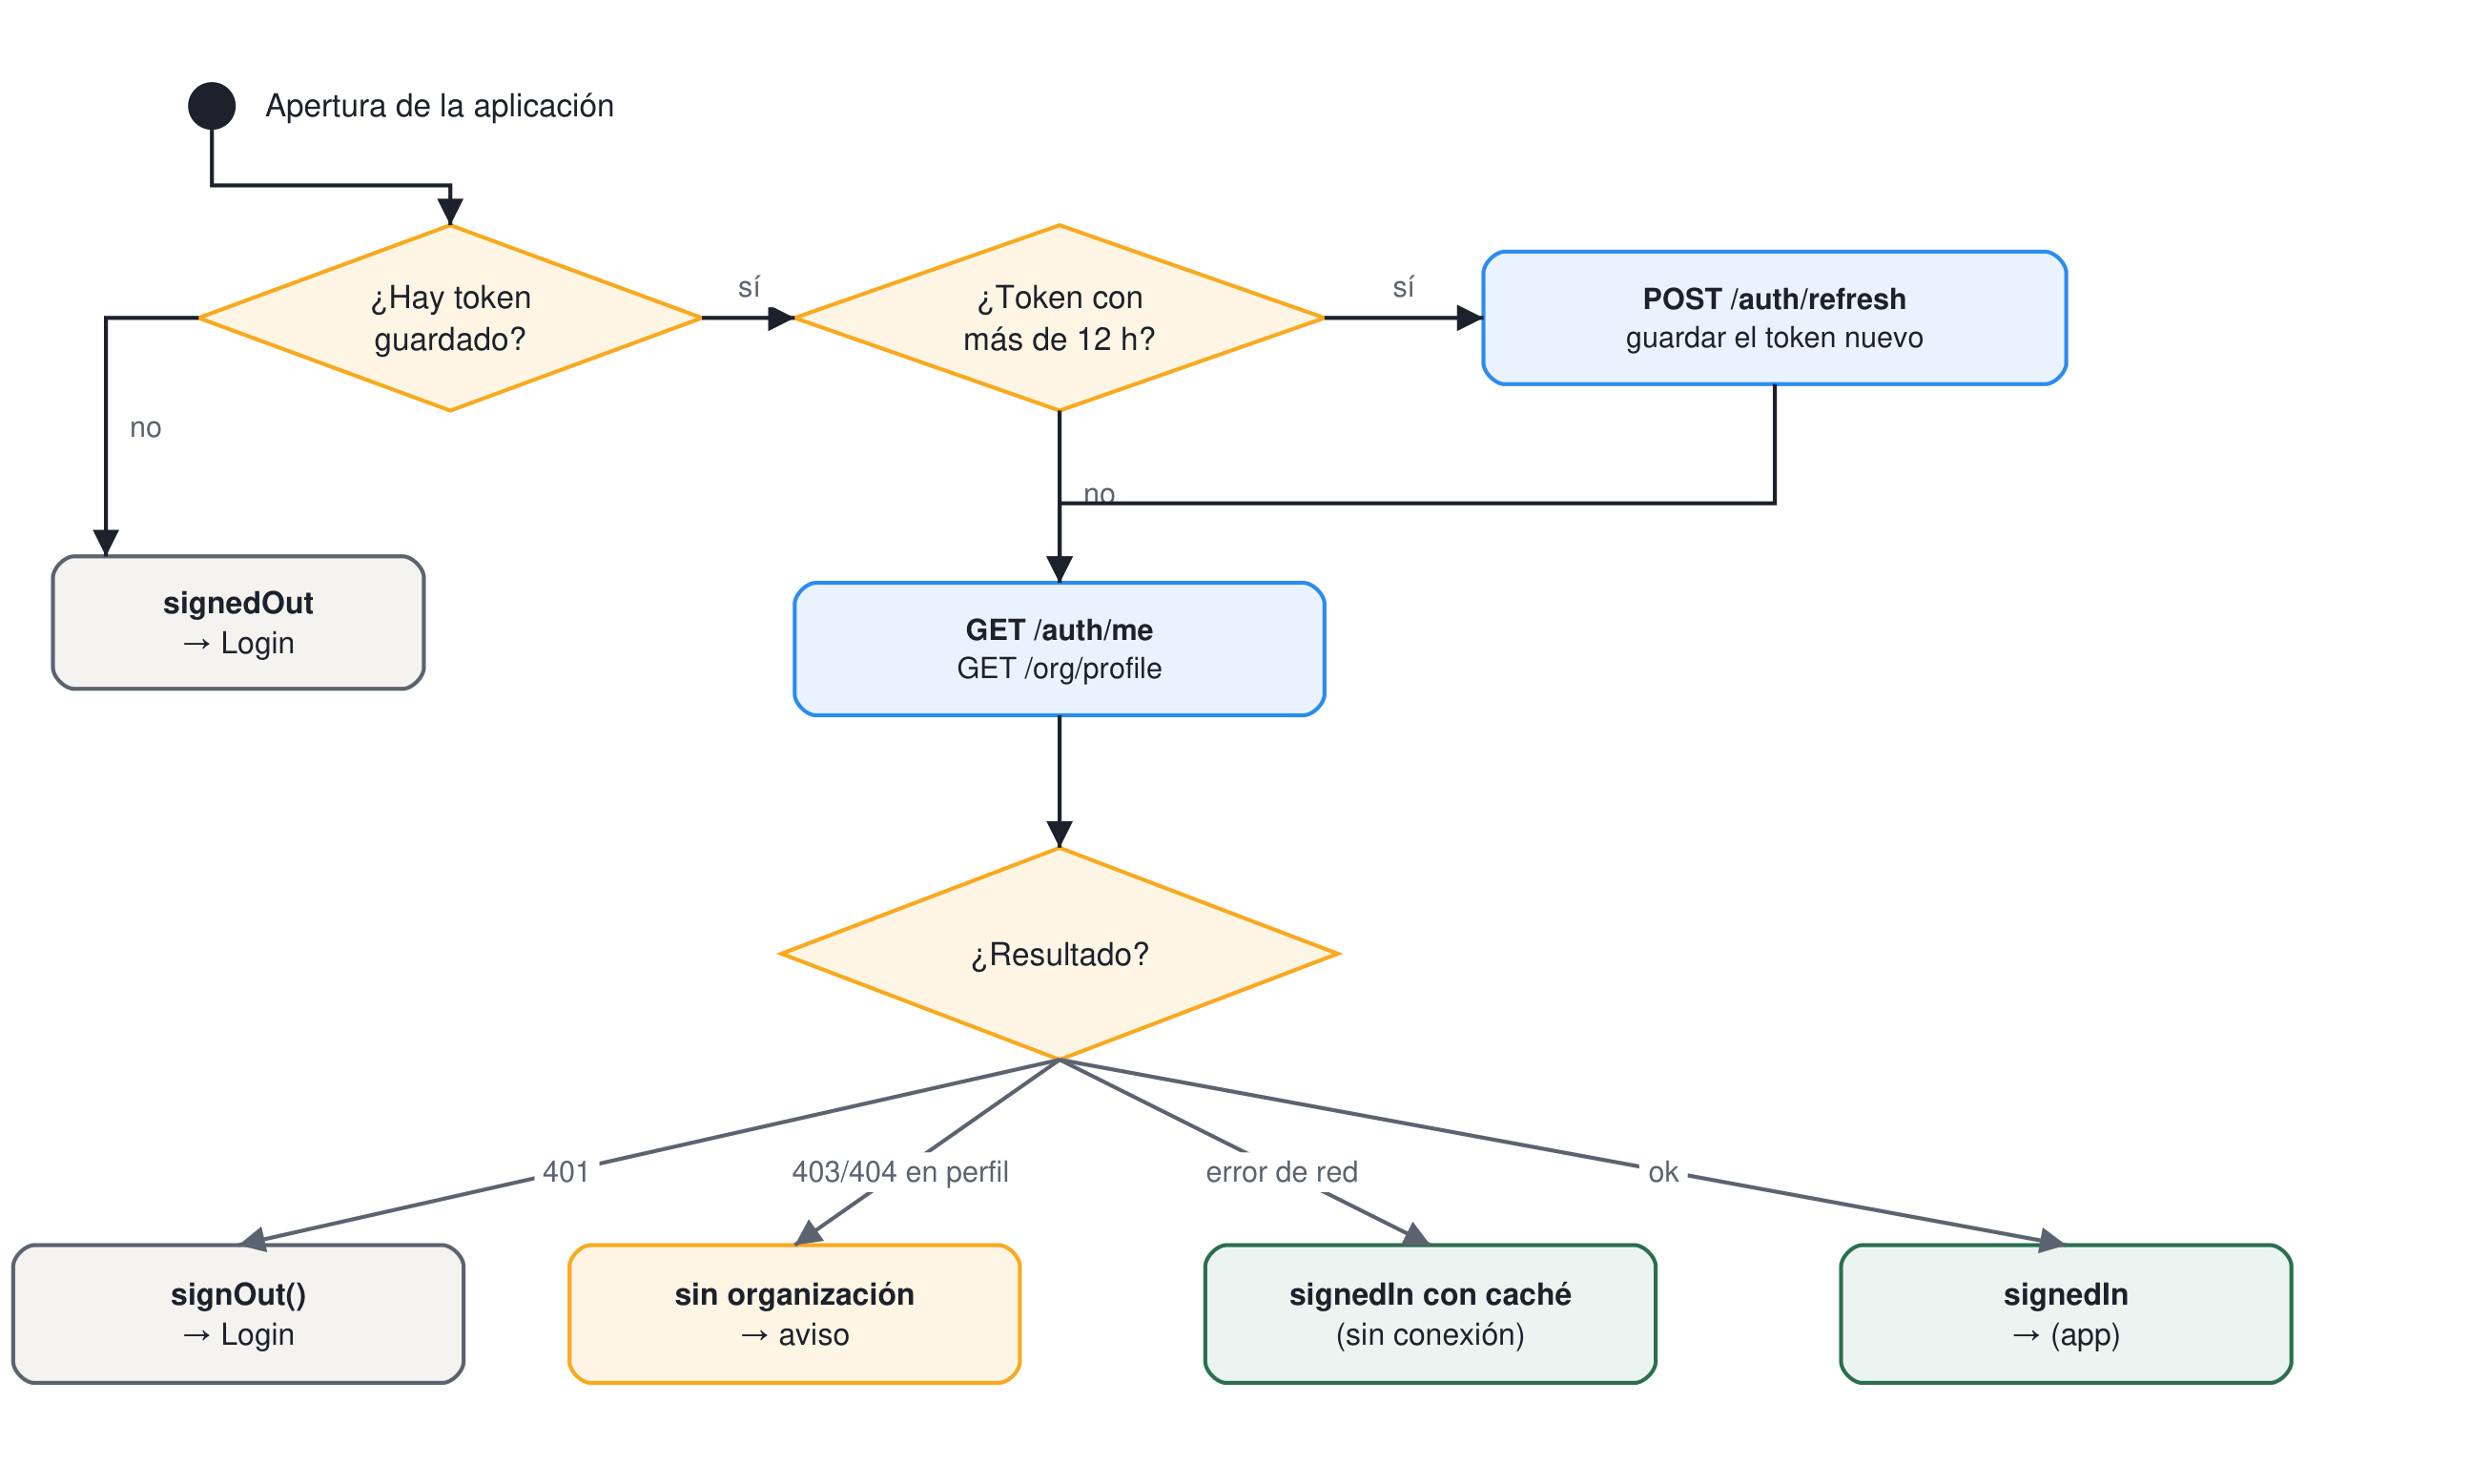 Apertura de la aplicación
¿Hay token
guardado?
sí
¿Token con
más de 12 h?
sí
POST /auth/refresh
guardar el token nuevo
no
no
signedOut
→ Login
GET /auth/me
GET /org/profile
¿Resultado?
401
403/404 en perfil
error de red
ok
signOut()
→ Login
sin organización
→ aviso
signedIn con caché
(sin conexión)
signedIn
→ (app)